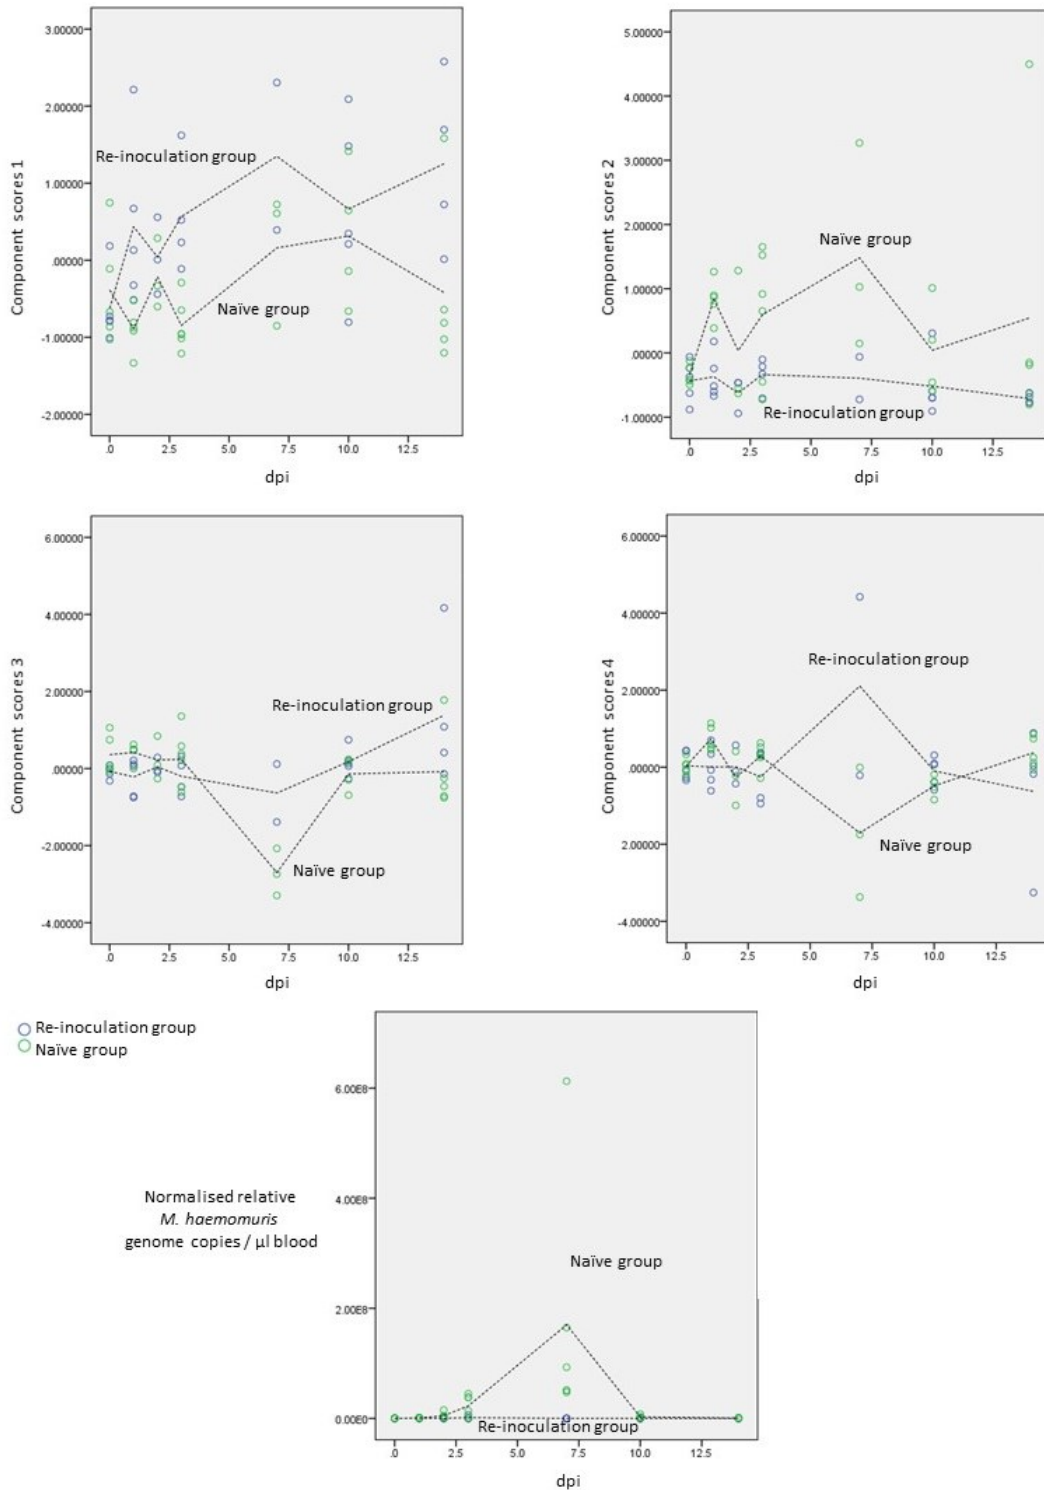 3.00000
2.00000
1.00000
.00000
-1.00000
-2.00000
Component scores 1
Re-inoculation group
Naïve group
.0 2.5 5.0 7.5 10.0 12.5
dpi
5.00000
4.00000
3.00000
2.00000
1.00000
.00000
-1.00000
Component scores 2
Naïve group
Re-inoculation group
.0 2.5 5.0 7.5 10.0 12.5
dpi
6.00000
4.00000
2.00000
.00000
-2.00000
-4.00000
Component scores 3
Re-inoculation group
Naïve group
.0 2.5 5.0 7.5 10.0 12.5
dpi
6.00000
4.00000
2.00000
.00000
2.00000
-4.00000
Component scores 4
Re-inoculation group
Naïve group
.0 2.5 5.0 7.5 10.0 12.5
dpi
Re-inoculation group
Naïve group
Normalised relative
M. haemomuris
genome copies / µl blood
6.00E8
4.00E8
2.00E8
0.00E0
Naïve group
Re-inoculation group
.0 2.5 5.0 7.5 10.0 12.5
dpi